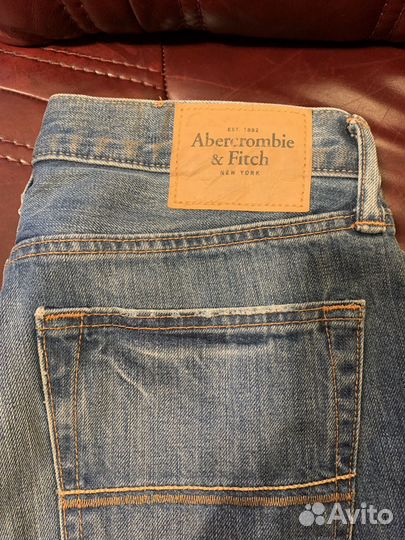 EST. 1892
Abercrombie
& Fitch
NEW YORK
Avito